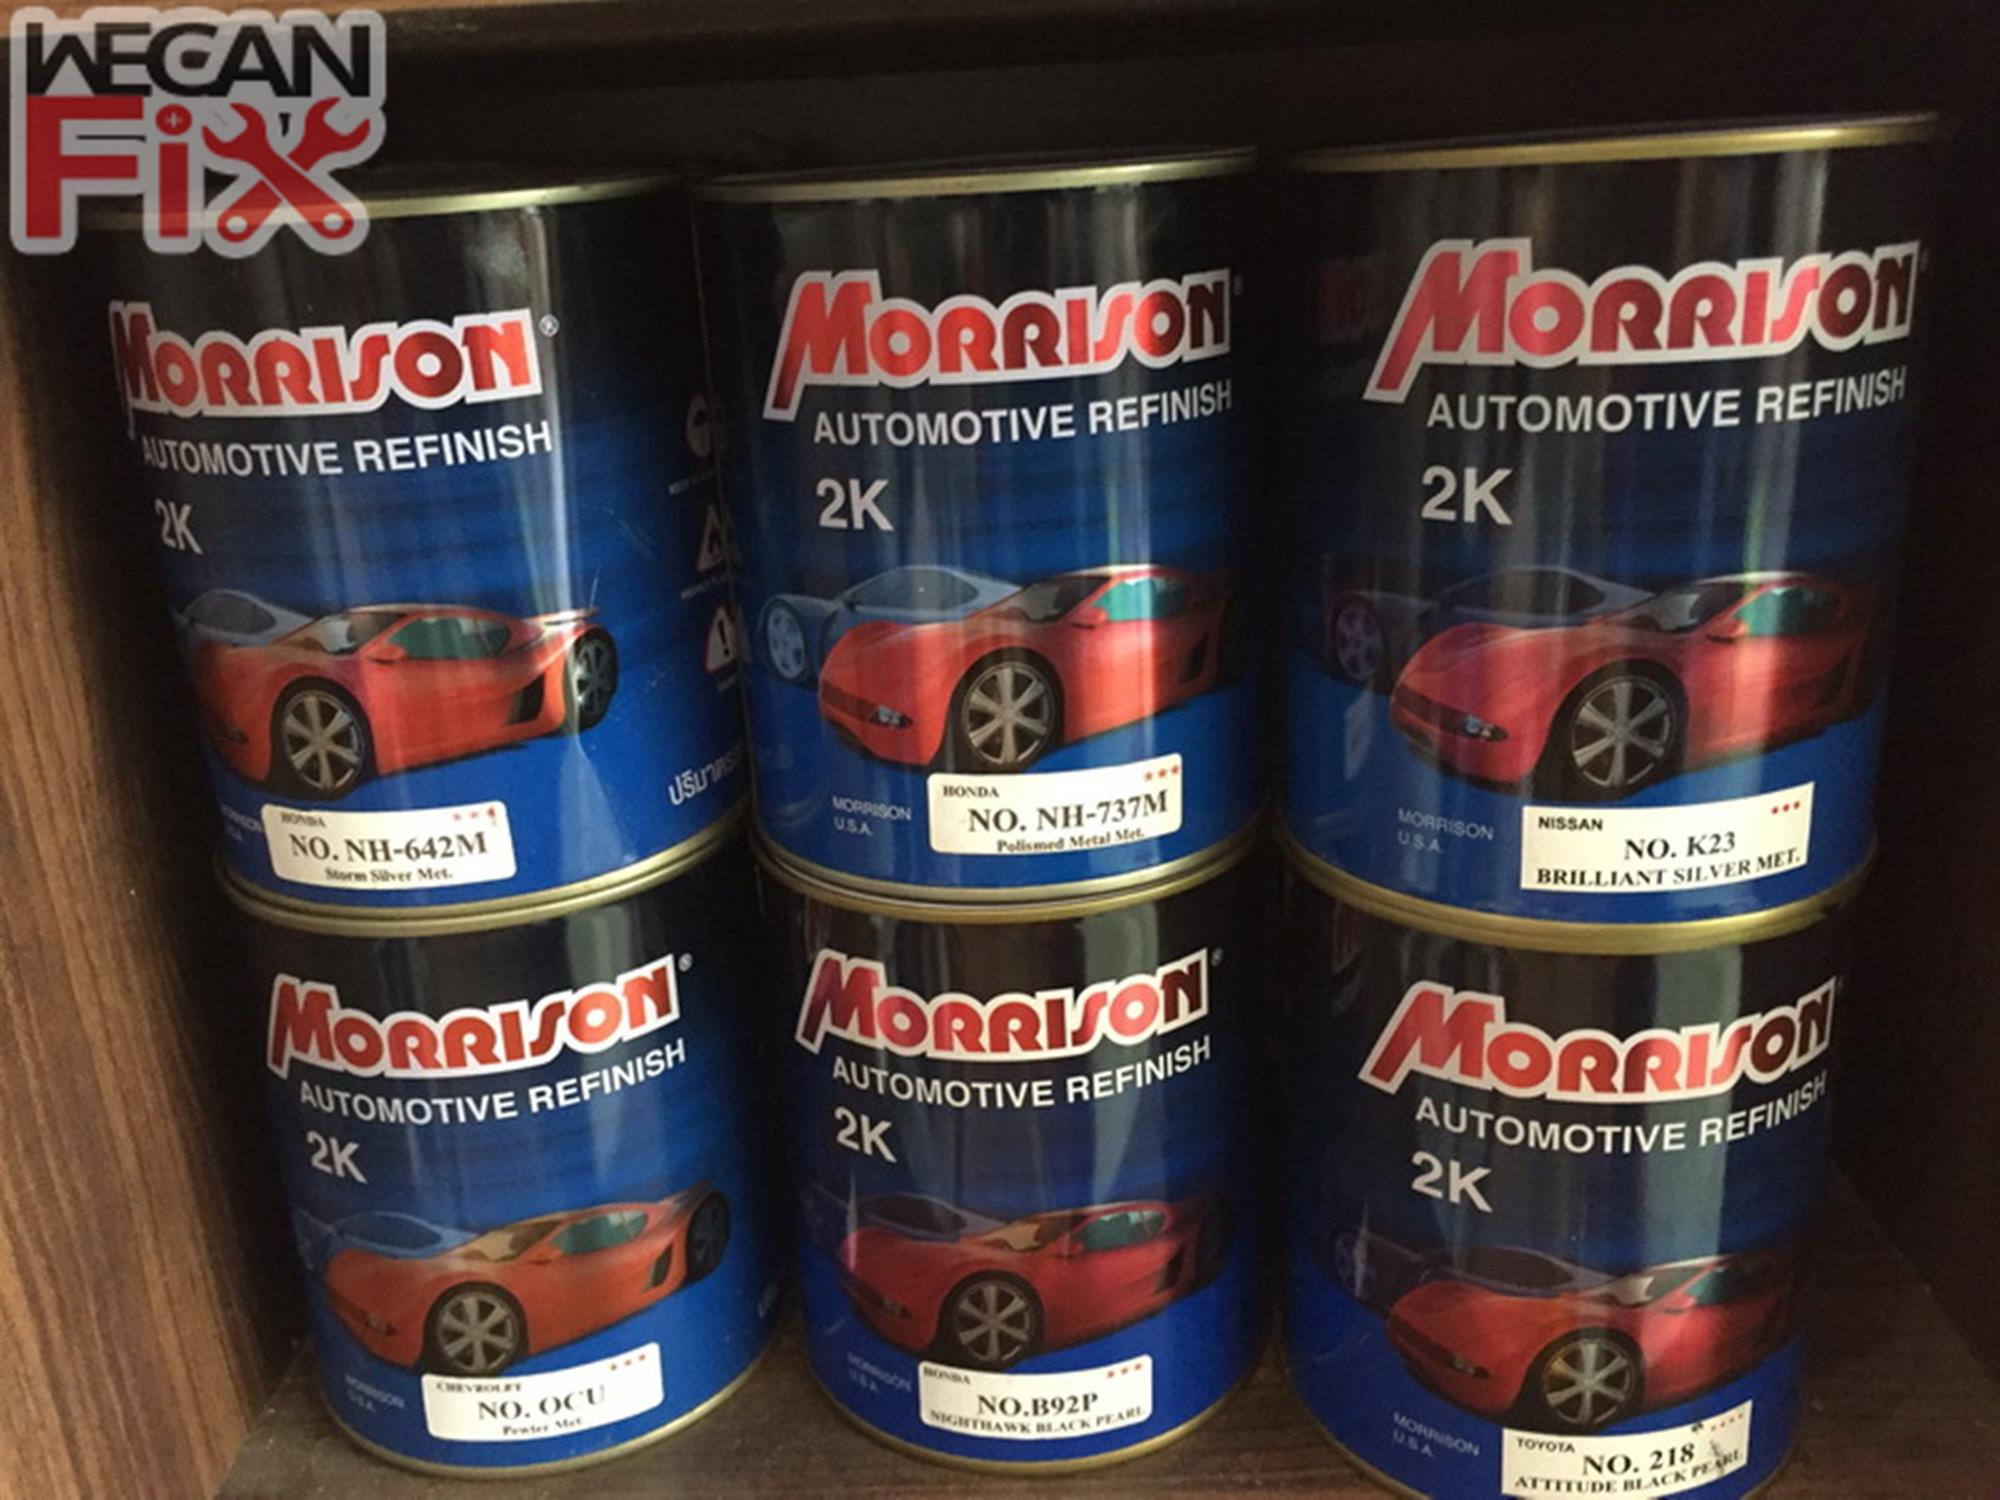 WECAN
Fix
MORRISON®
AUTOMOTIVE REFINISH
2K
HONDA
NO. NH-642M
Storm Silver Met.
MORRISON®
AUTOMOTIVE REFINISH
2K
MORRISON
U.S.A.
HONDA
NO. NH-737M
Polismed Metal Met.
MORRISON
AUTOMOTIVE REFINISH
2K
MORRISON
U.S.A.
NISSAN
NO. K23
BRILLIANT SILVER MET.
MORRISON®
AUTOMOTIVE REFINISH
2K
MORRISON
U.S.A.
CHEVROLET
NO. OCU
Pewter Met.
MORRISON®
AUTOMOTIVE REFINISH
2K
MORRISON
U.S.A.
HONDA
NO.B92P
NIGHTHAWK BLACK PEARL
MORRISON
AUTOMOTIVE REFINISH
2K
MORRISON
U.S.A.
TOYOTA
NO. 218
ATTITUDE BLACK PEARL